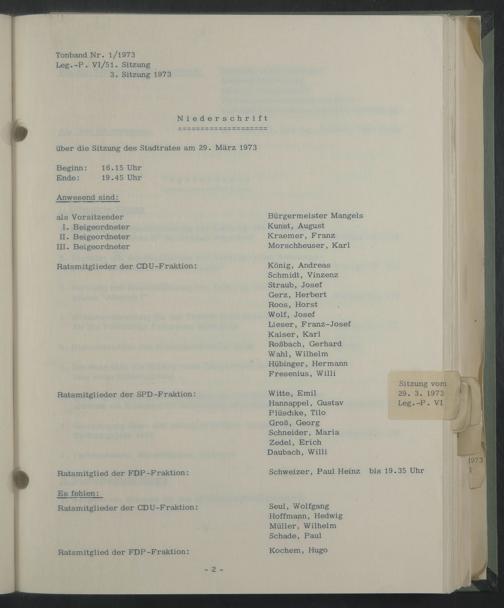 Tonband Nr. 1/1973
Leg.-P. VI/51. Sitzung
3. Sitzung 1973
Niederschrift
über die Sitzung des Stadtrates am 29. März 1973
Beginn: 16.15 Uhr
Ende: 19.45 Uhr
Anwesend sind:
als Vorsitzender Bürgermeister Mangels
I. Beigeordneter Kunst, August
II. Beigeordneter Kraemer, Franz
III. Beigeordneter Morschheuser, Karl
Ratsmitglieder der CDU-Fraktion: König, Andreas
Schmidt, Vinzenz
Straub, Josef
Gerz, Herbert
Roos, Horst
Wolf, Josef
Lieser, Franz-Josef
Kaiser, Karl
Roßbach, Gerhard
Wahl, Wilhelm
Hübinger, Hermann
Fresenius, Willi
Ratsmitglieder der SPD-Fraktion: Witte, Emil
Hannappel, Gustav
Plüschke, Tilo
Groß, Georg
Schneider, Maria
Zedel, Erich
Daubach, Willi
Ratsmitglied der FDP-Fraktion: Schweizer, Paul Heinz bis 19.35 Uhr
Es fehlen:
Ratsmitglieder der CDU-Fraktion: Seul, Wolfgang
Hoffmann, Hedwig
Müller, Wilhelm
Schade, Paul
Ratsmitglied der FDP-Fraktion: Kochem, Hugo
- 2 -
Sitzung vom
29. 3. 1973
Leg.-P. VI
1973